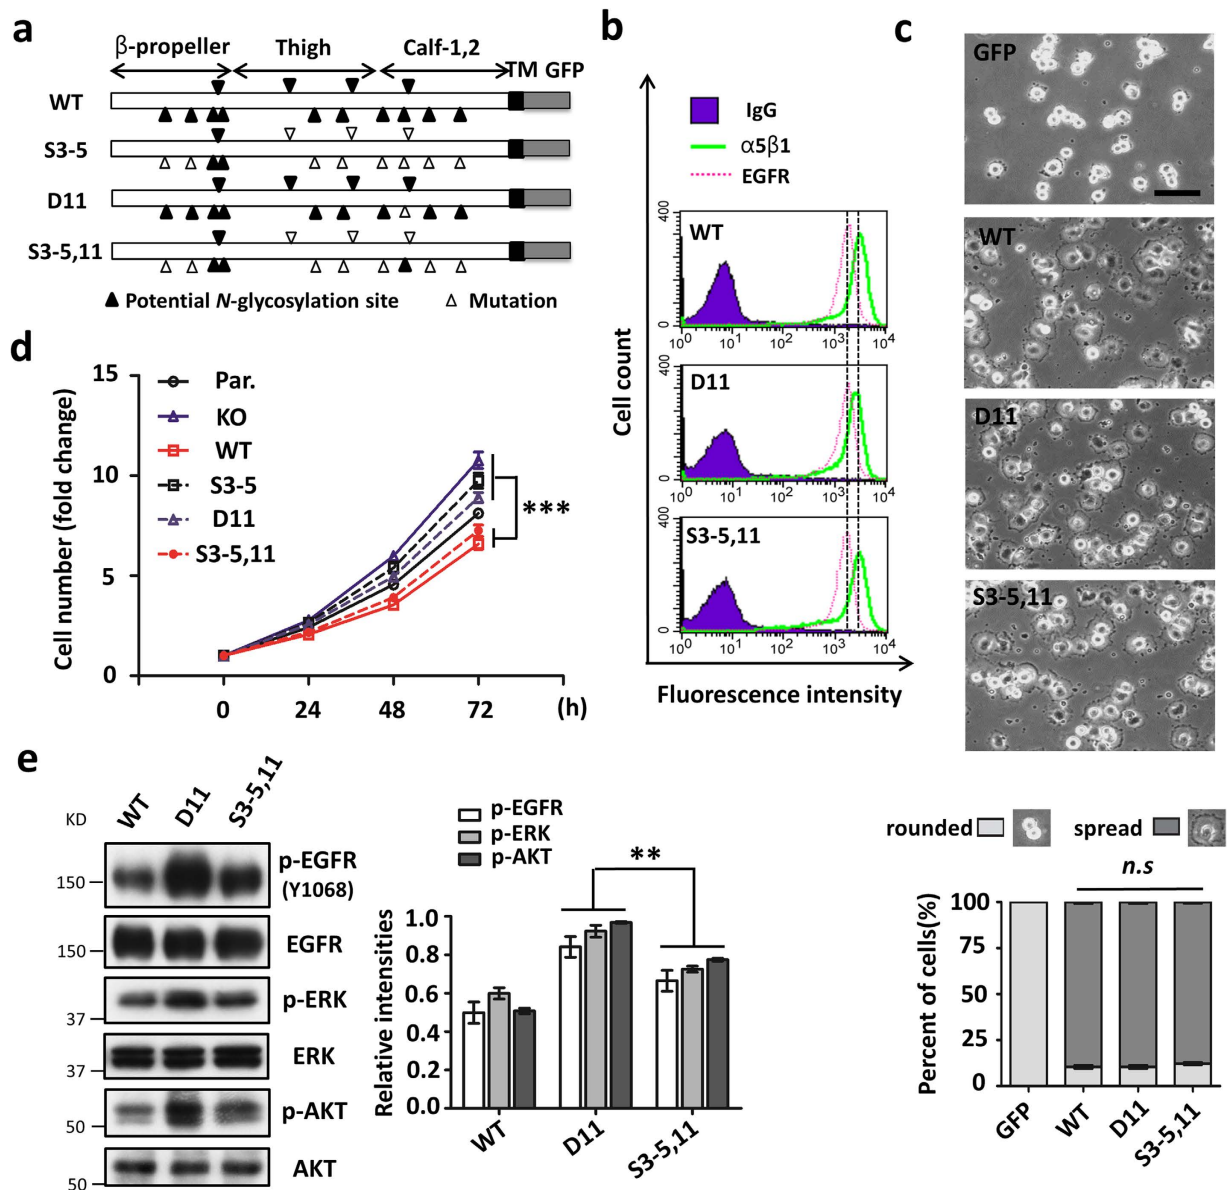 a
β-propeller Thigh Calf-1,2
TM GFP
WT
S3-5
D11
S3-5,11
▲ Potential N-glycosylation site △ Mutation
b
IgG
α5β1
EGFR
Cell count
400
WT
0
10⁰ 10¹ 10² 10³ 10⁴
400
D11
0
10⁰ 10¹ 10² 10³ 10⁴
400
S3-5,11
0
10⁰ 10¹ 10² 10³ 10⁴
Fluorescence intensity
c
GFP
WT
D11
S3-5,11
rounded spread
n.s
Percent of cells(%)
100
75
50
25
0
GFP WT D11 S3-5,11
d
Cell number (fold change)
15
10
5
0
Par.
KO
WT
S3-5
D11
S3-5,11
***
0 24 48 72 (h)
e
KD WT D11 S3-5,11
150 p-EGFR
(Y1068)
150 EGFR
37 p-ERK
37 ERK
50 p-AKT
50 AKT
p-EGFR
p-ERK
p-AKT
**
Relative intensities
1.0
0.8
0.6
0.4
0.2
0.0
WT D11 S3-5,11